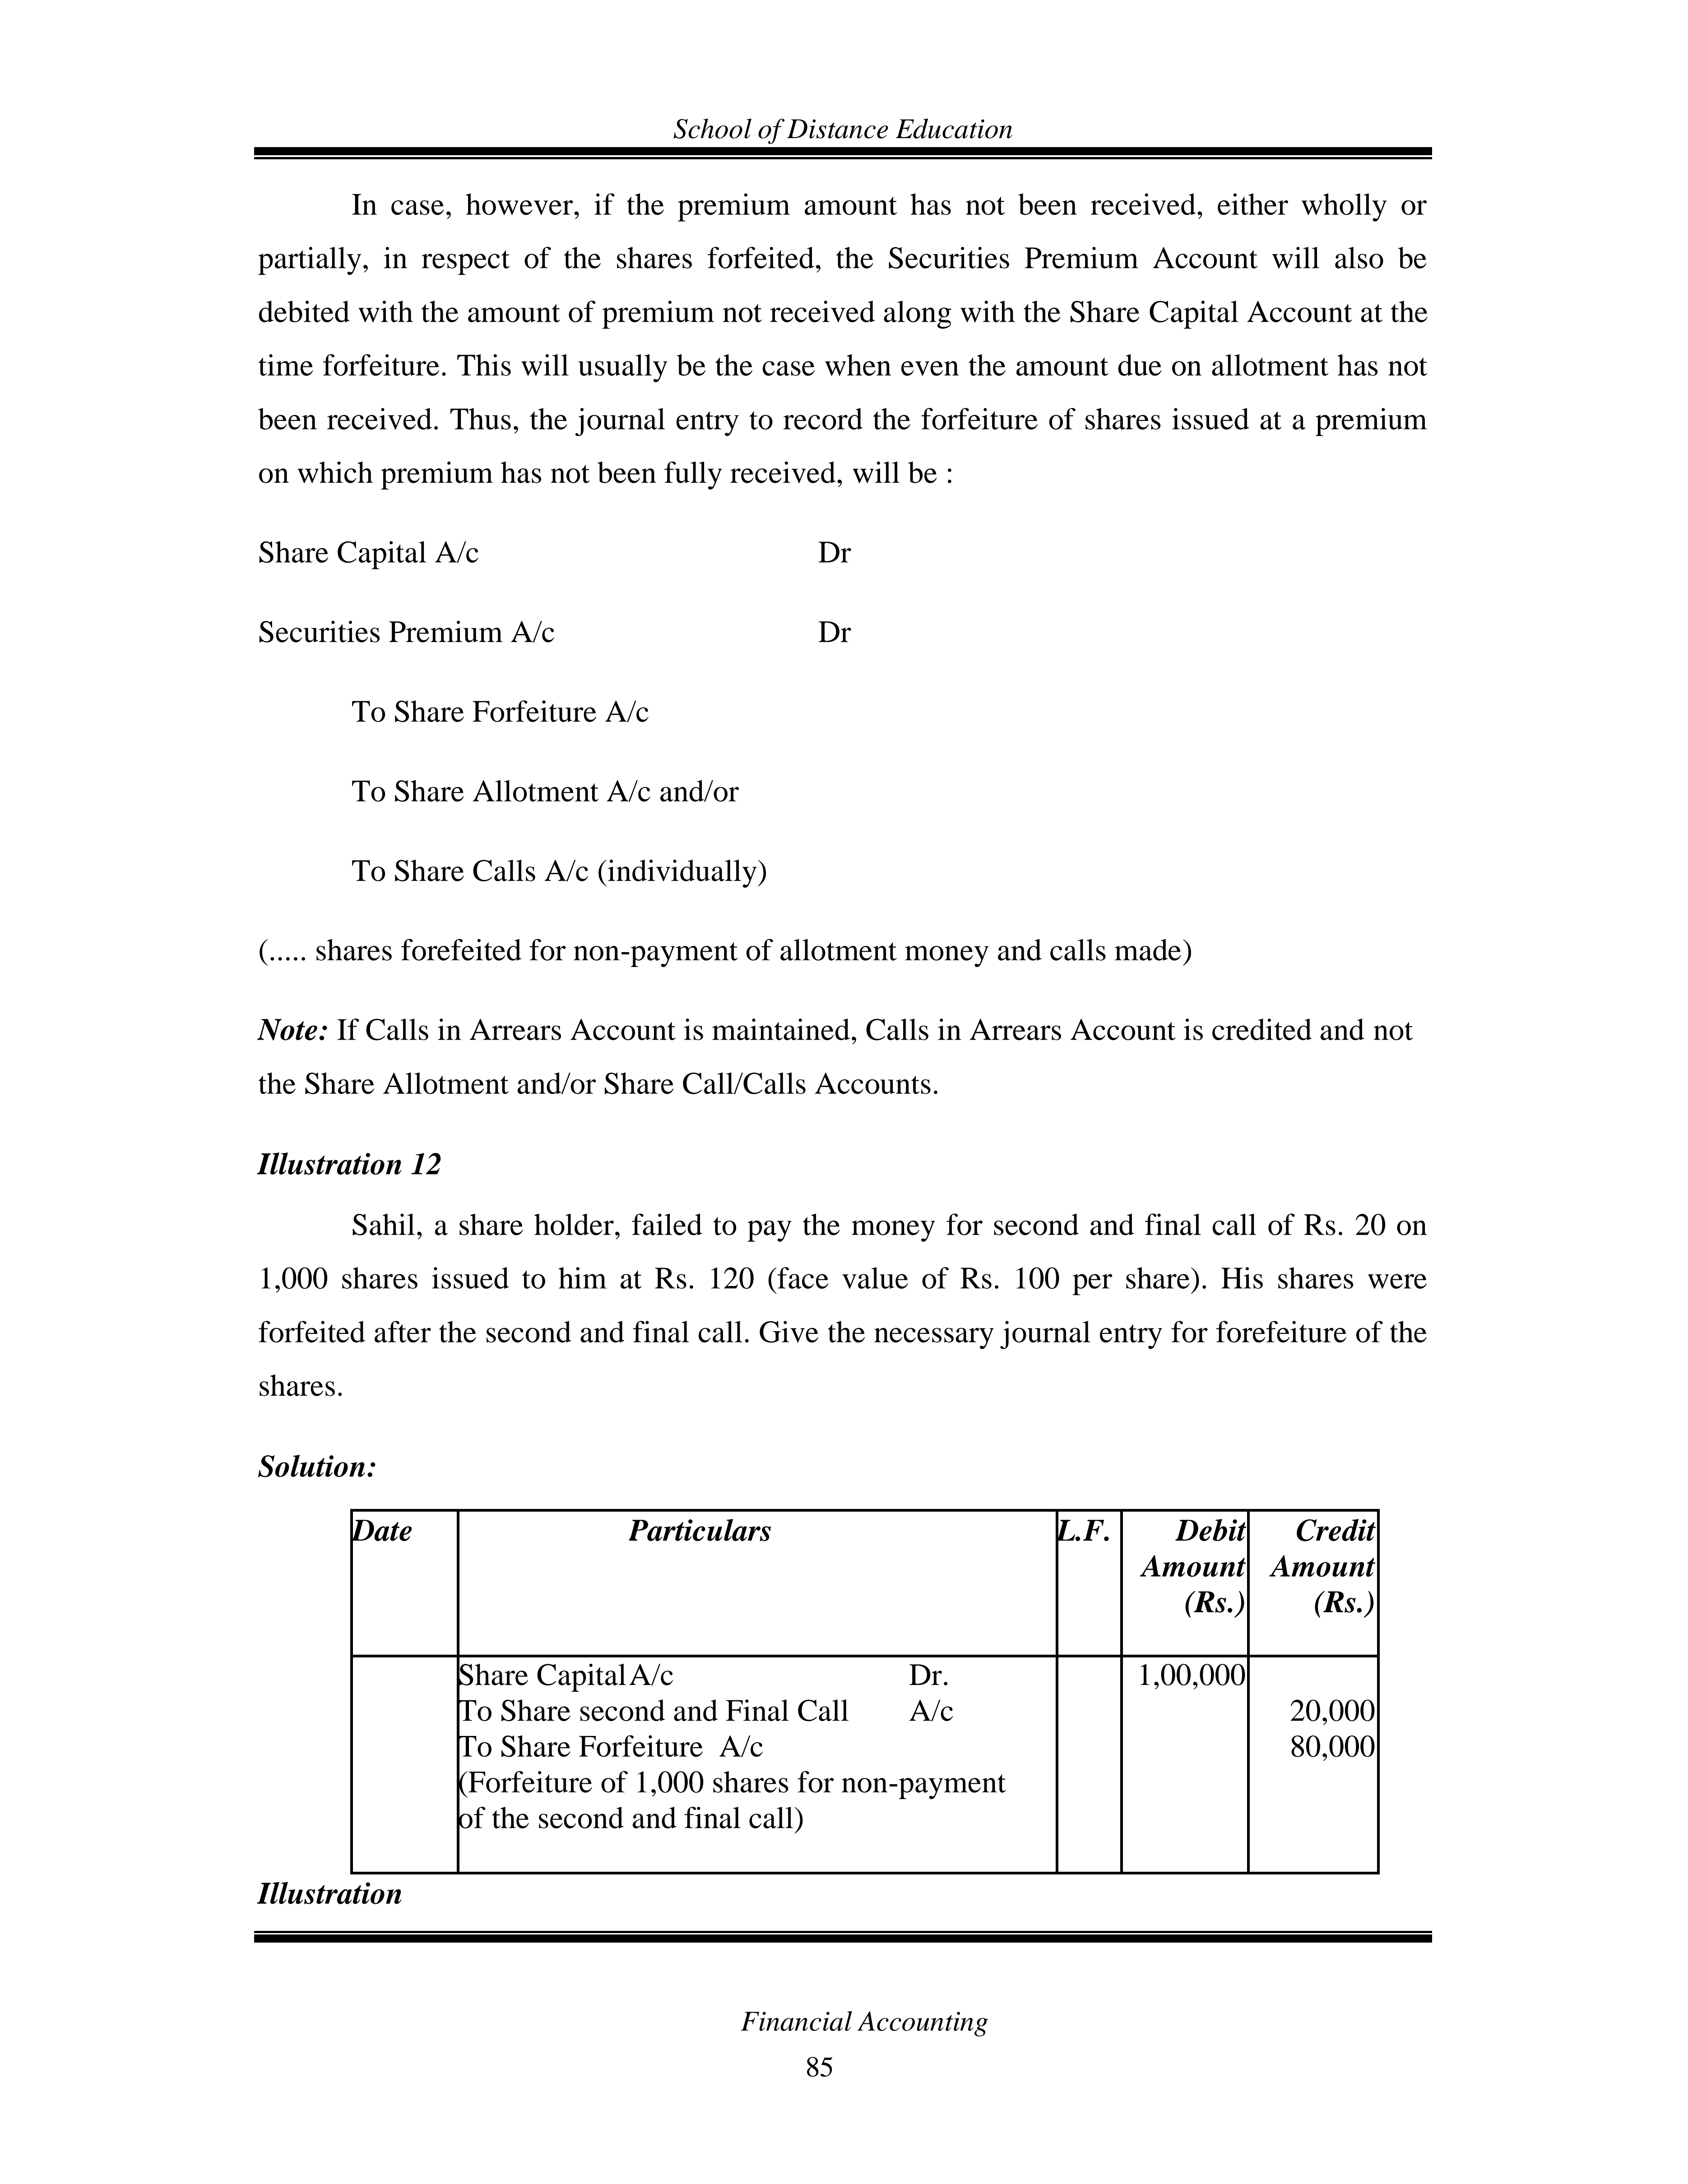 School of Distance Education
In case, however, if the premium amount has not been received, either wholly or
partially, in respect of the shares forfeited, the Securities Premium Account will also be
debited with the amount of premium not received along with the Share Capital Account at the
time forfeiture. This will usually be the case when even the amount due on allotment has not
been received. Thus, the journal entry to record the forfeiture of shares issued at a premium
on which premium has not been fully received, will be :
Share Capital A/c Dr
Securities Premium A/c Dr
To Share Forfeiture A/c
To Share Allotment A/c and/or
To Share Calls A/c (individually)
(..... shares forefeited for non-payment of allotment money and calls made)
Note: If Calls in Arrears Account is maintained, Calls in Arrears Account is credited and not
the Share Allotment and/or Share Call/Calls Accounts.
Illustration 12
Sahil, a share holder, failed to pay the money for second and final call of Rs. 20 on
1,000 shares issued to him at Rs. 120 (face value of Rs. 100 per share). His shares were
forfeited after the second and final call. Give the necessary journal entry for forefeiture of the
shares.
Solution:
Date Particulars L.F. Debit Credit
Amount Amount
(Rs.) (Rs.)
Share Capital A/c Dr. 1,00,000
To Share second and Final Call A/c 20,000
To Share Forfeiture A/c 80,000
(Forfeiture of 1,000 shares for non-payment
of the second and final call)
Illustration
Financial Accounting
85